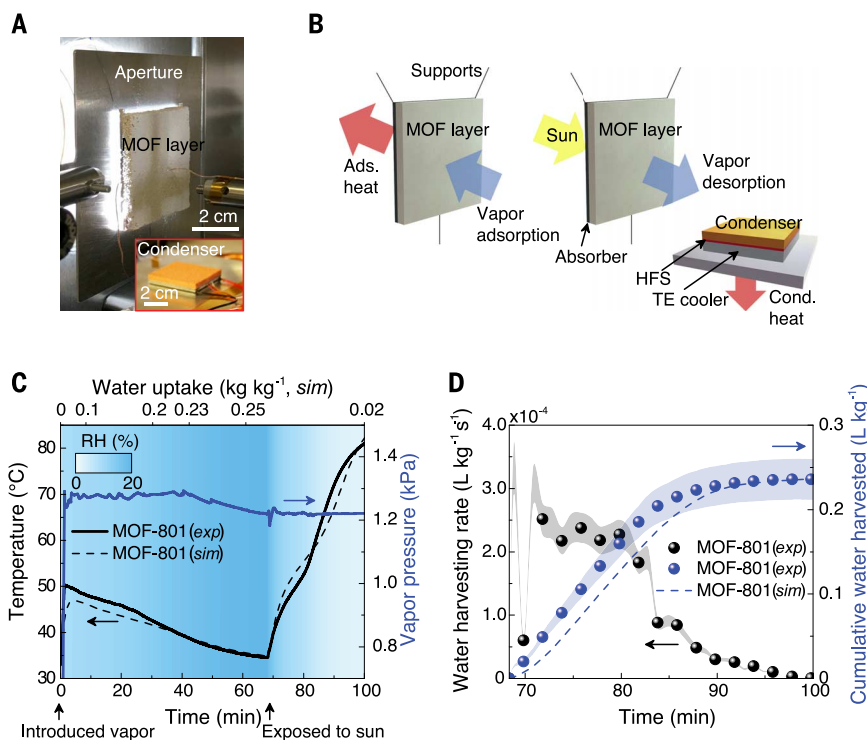 A
Aperture
MOF layer
2 cm
Condenser
2 cm
B
Supports
MOF layer
Ads.
heat
Vapor
adsorption
Sun
MOF layer
Vapor
desorption
Absorber
Condenser
HFS
TE cooler
Cond.
heat
C
Water uptake (kg kg⁻¹, sim)
0 0.1 0.2 0.23 0.25 0.02
RH (%)
0 20
MOF-801(exp)
MOF-801(sim)
Temperature (°C)
80
70
60
50
40
30
Vapor pressure (kPa)
1.4
1.2
1.0
0.8
0 20 40 60 80 100
Time (min)
Introduced vapor
Exposed to sun
D
x10⁻⁴
Water harvesting rate (L kg⁻¹ s⁻¹)
4.0
3.0
2.0
1.0
0
Cumulative water harvested (L kg⁻¹)
0.3
0.2
0.1
0
MOF-801(exp)
MOF-801(exp)
MOF-801(sim)
70 80 90 100
Time (min)